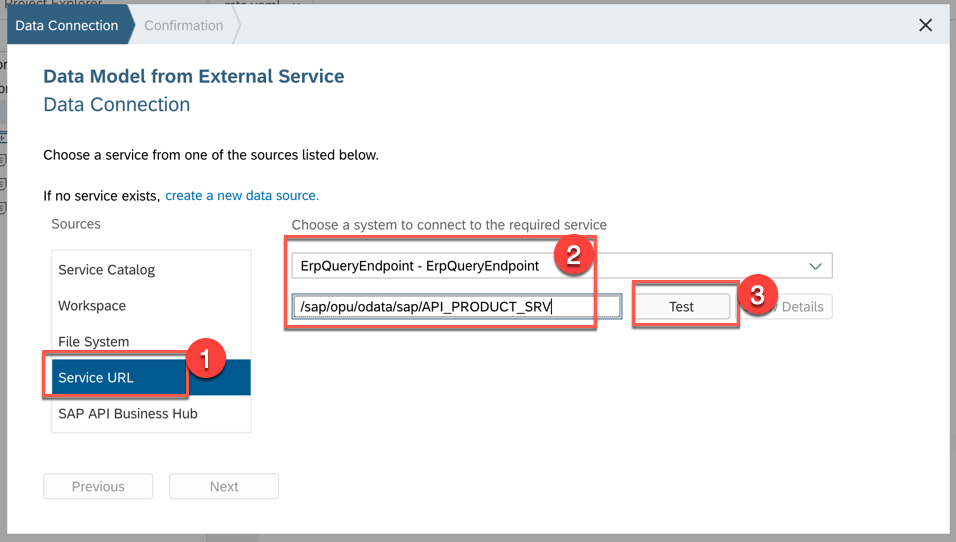 Project Explorer
Data Connection
Confirmation
Data Model from External Service
Data Connection
Choose a service from one of the sources listed below.
If no service exists, create a new data source.
Sources
Choose a system to connect to the required service
Service Catalog
Workspace
File System
Service URL
SAP API Business Hub
1
ErpQueryEndpoint - ErpQueryEndpoint
2
/sap/opu/odata/sap/API_PRODUCT_SRV
Test
3
Details
Previous
Next